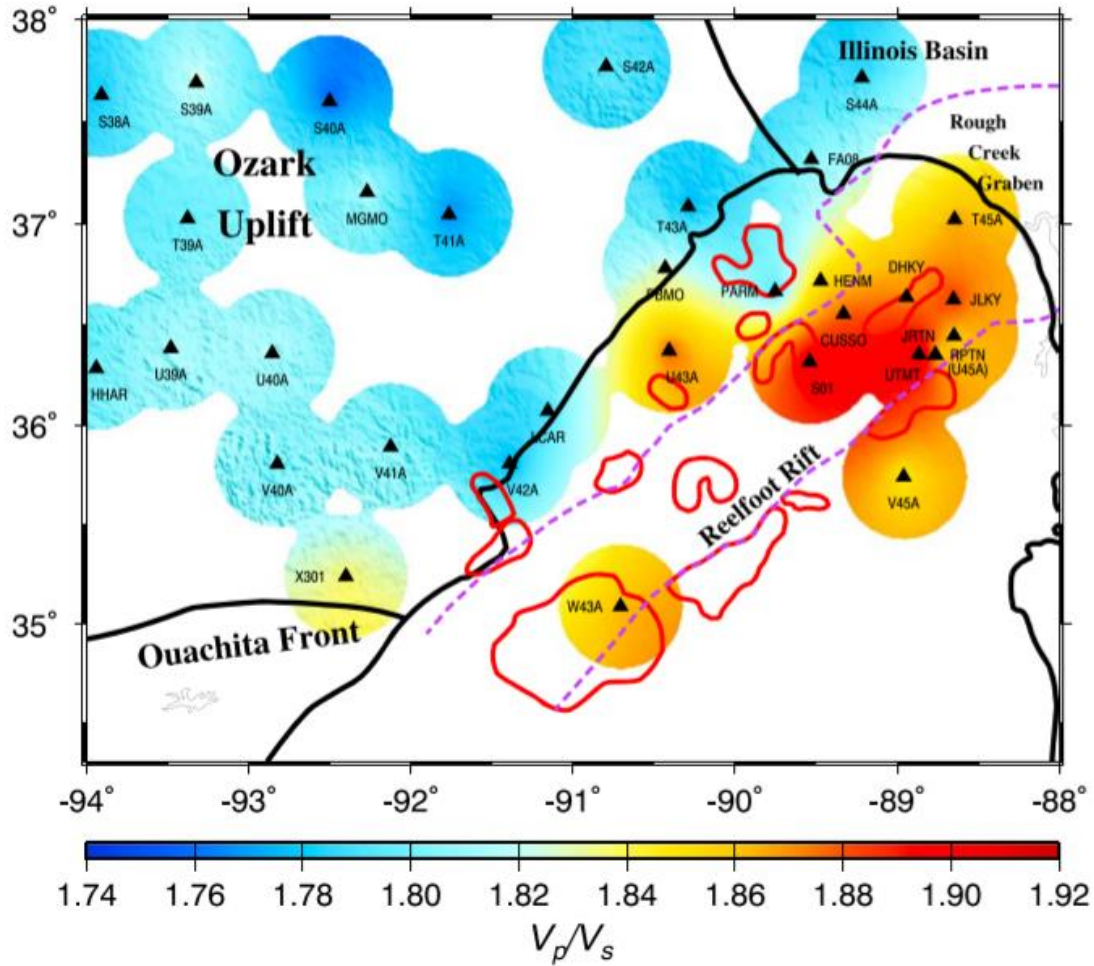 38°
37°
36°
35°
Illinois Basin
S42A
S38A
S39A
S44A
S40A
Rough
Creek
Graben
Ozark
FA08
MGMO
Uplift
T39A
T41A
T43A
T45A
PBMO
PARM
HENM
DHKY
JLKY
CUSSO
JRTN
HHAR
U39A
U40A
U43A
S01
UTMT
RPTN
(U45A)
LCAR
V40A
V41A
V42A
Reelfoot Rift
V45A
X301
W43A
Ouachita Front
-94° -93° -92° -91° -90° -89° -88°
1.74 1.76 1.78 1.80 1.82 1.84 1.86 1.88 1.90 1.92
Vp/Vs